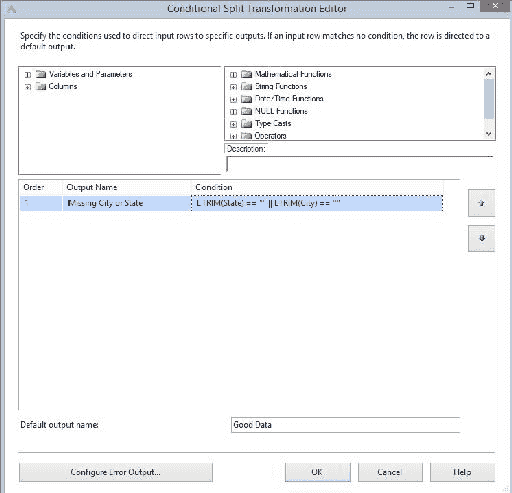 Conditional Split Transformation Editor
Specify the conditions used to direct input rows to specific outputs. If an input row matches no condition, the row is directed to a
default output.
Variables and Parameters
Columns
Mathematical Functions
String Functions
Date/Time Functions
NULL Functions
Type Casts
Operators
Description:
Order Output Name Condition
1 Missing City or State LTRIM(State) == "" || LTRIM(City) == ""
Default output name: Good Data
Configure Error Output...
OK
Cancel
Help